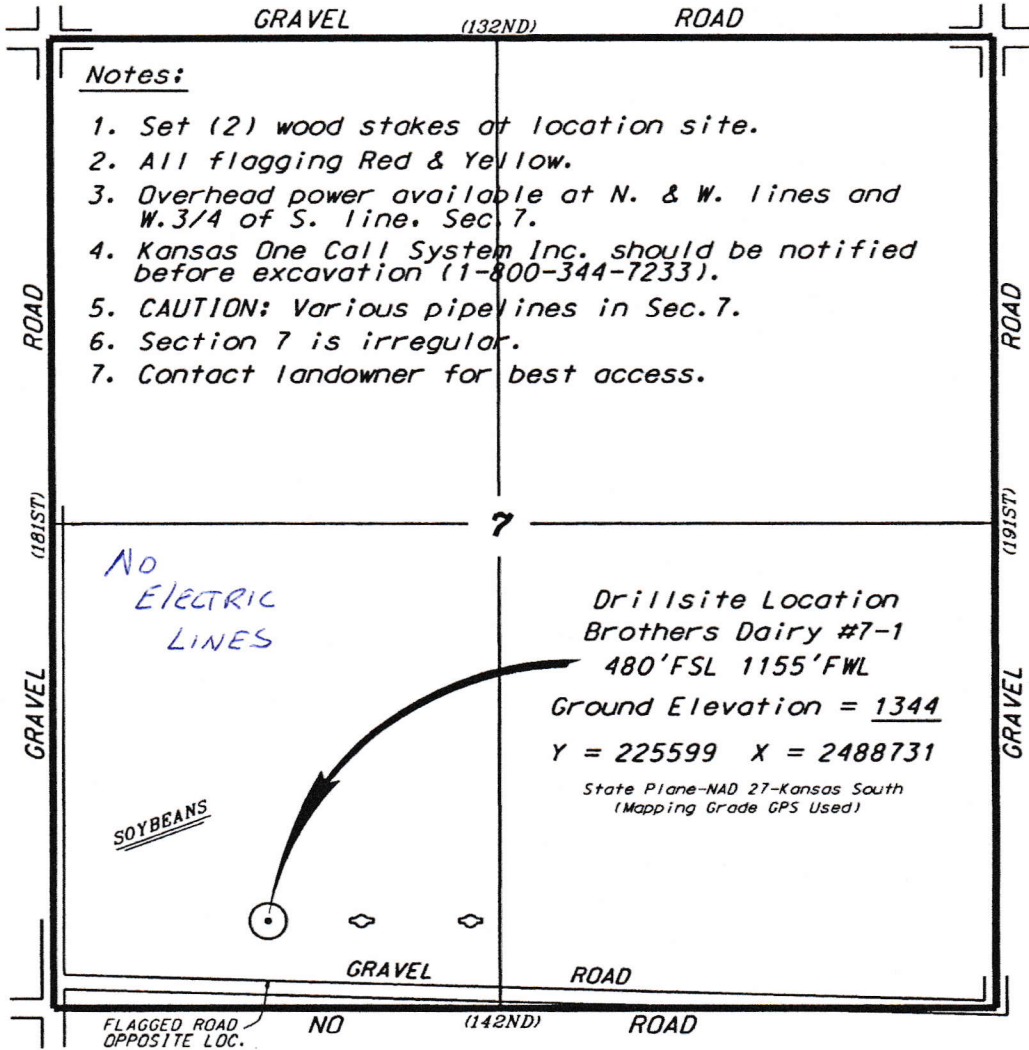 GRAVEL (132ND) ROAD
Notes:
1. Set (2) wood stakes at location site.
2. All flagging Red & Yellow.
3. Overhead power available at N. & W. lines and
W.3/4 of S. line. Sec.7.
4. Kansas One Call System Inc. should be notified
before excavation (1-800-344-7233).
5. CAUTION: Various pipelines in Sec.7.
6. Section 7 is irregular.
7. Contact landowner for best access.
ROAD
(181ST)
GRAVEL
ROAD
(191ST)
GRAVEL
7
No
ElECTRIC
LINES
Drillsite Location
Brothers Dairy #7-1
480'FSL 1155'FWL
Ground Elevation = 1344
Y = 225599 X = 2488731
State Plane-NAD 27-Kansas South
(Mapping Grade GPS Used)
SOYBEANS
GRAVEL ROAD
FLAGGED ROAD
OPPOSITE LOC.
NO (142ND) ROAD